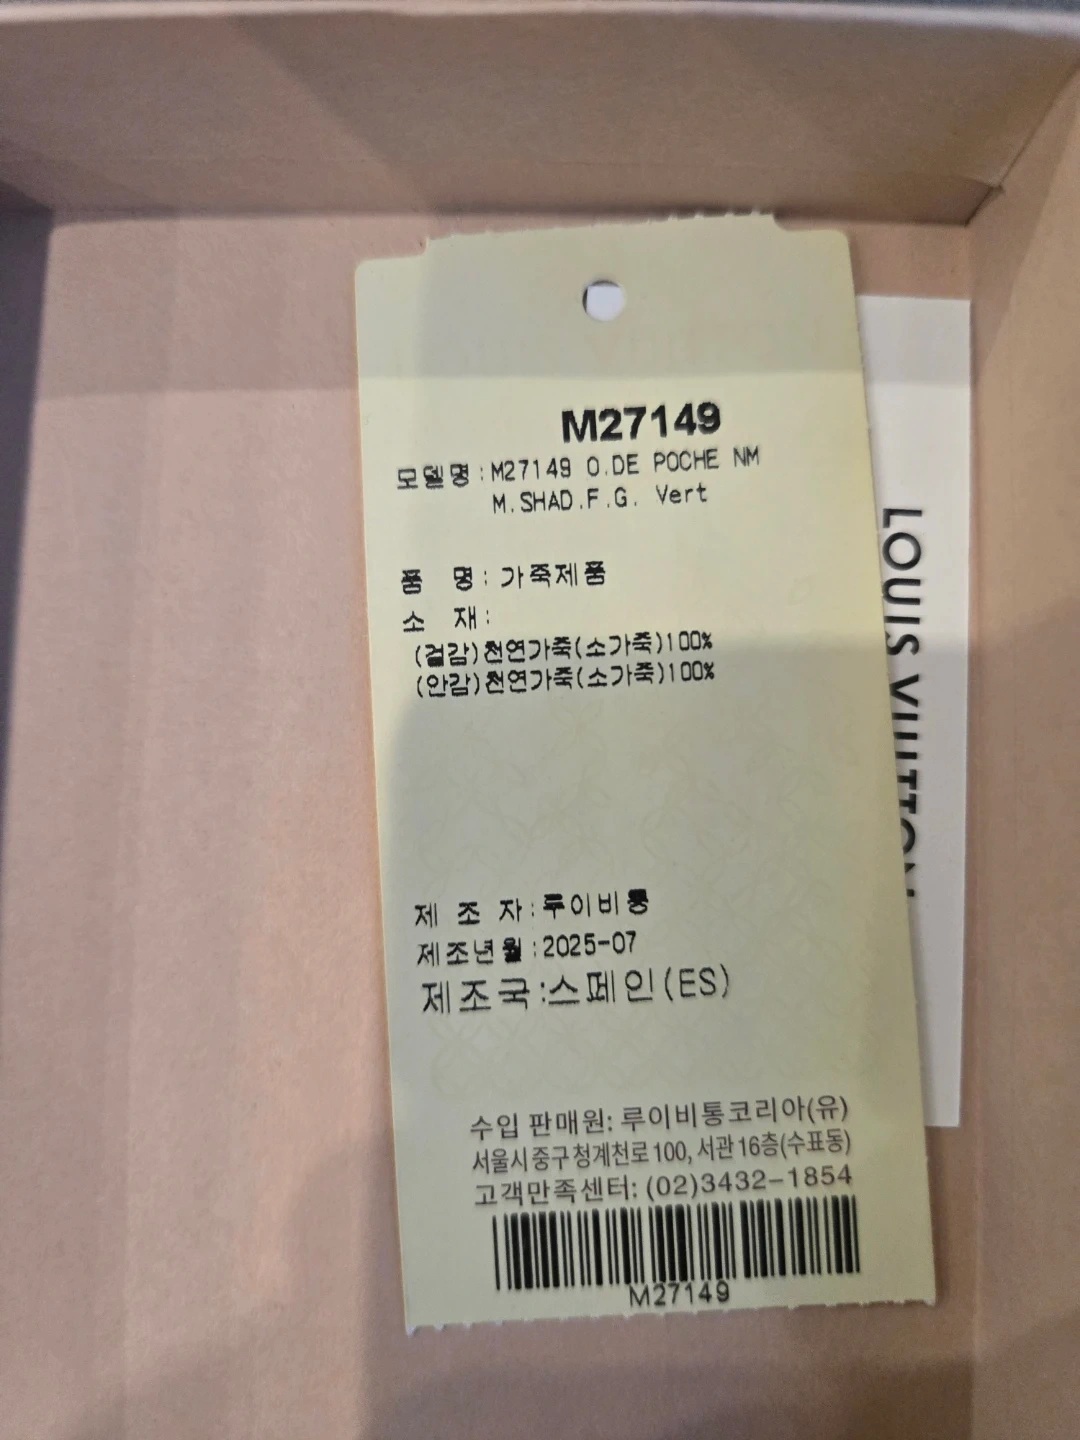 M27149
모델명:M27149 O.DE POCHE NM
M.SHAD.F.G. Vert
품 명: 가죽제품
소 재:
(겉감)천연가죽(소가죽)100%
(안감)천연가죽(소가죽)100%
제 조 자:루이비통
제조년월:2025-07
제조국:스페인(ES)
수입 판매원: 루이비통코리아(유)
서울시 중구 청계천로 100, 서관 16층(수표동)
고객만족센터: (02)3432-1854
M27149
LOUIS VUITTON